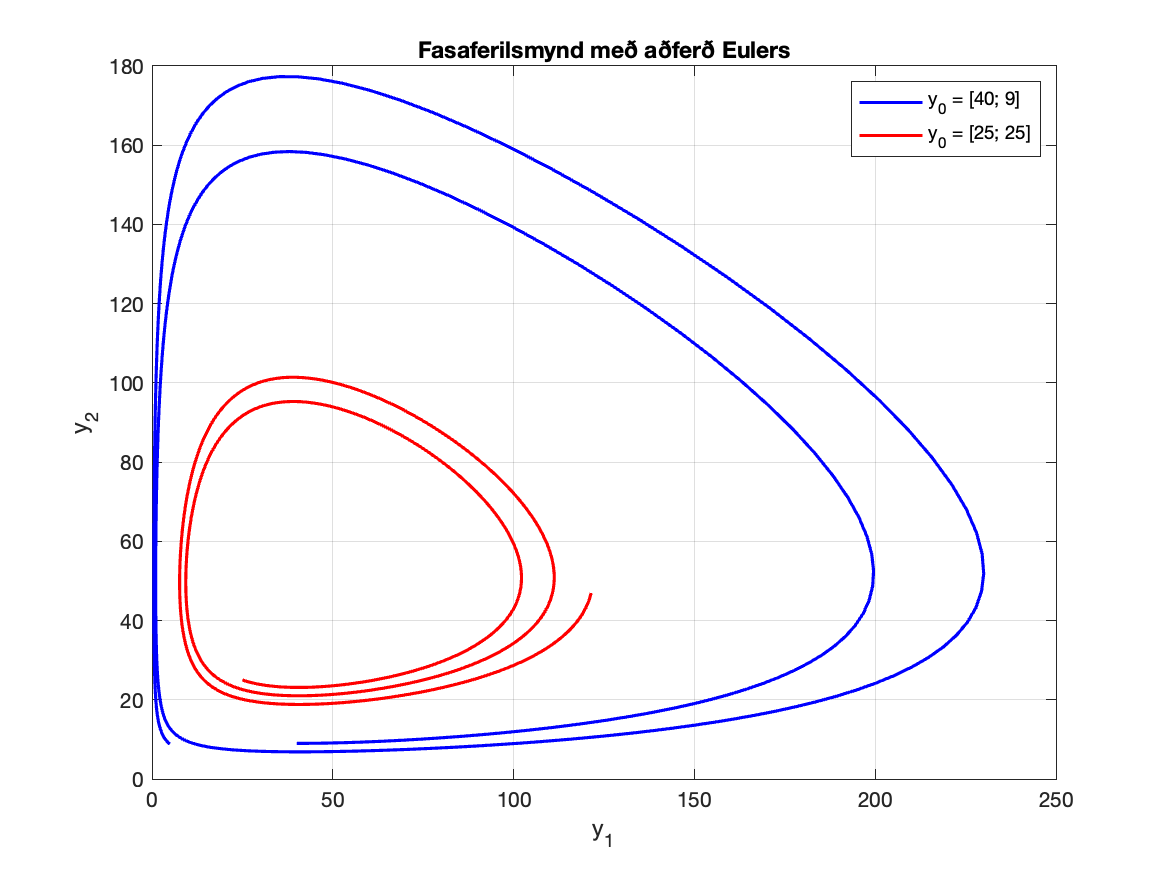 Fasaferilsmynd með aðferð Eulers
y₀ = [40; 9]
y₀ = [25; 25]
180
160
140
120
100
80
60
40
20
0
y₂
0 50 100 150 200 250
y₁